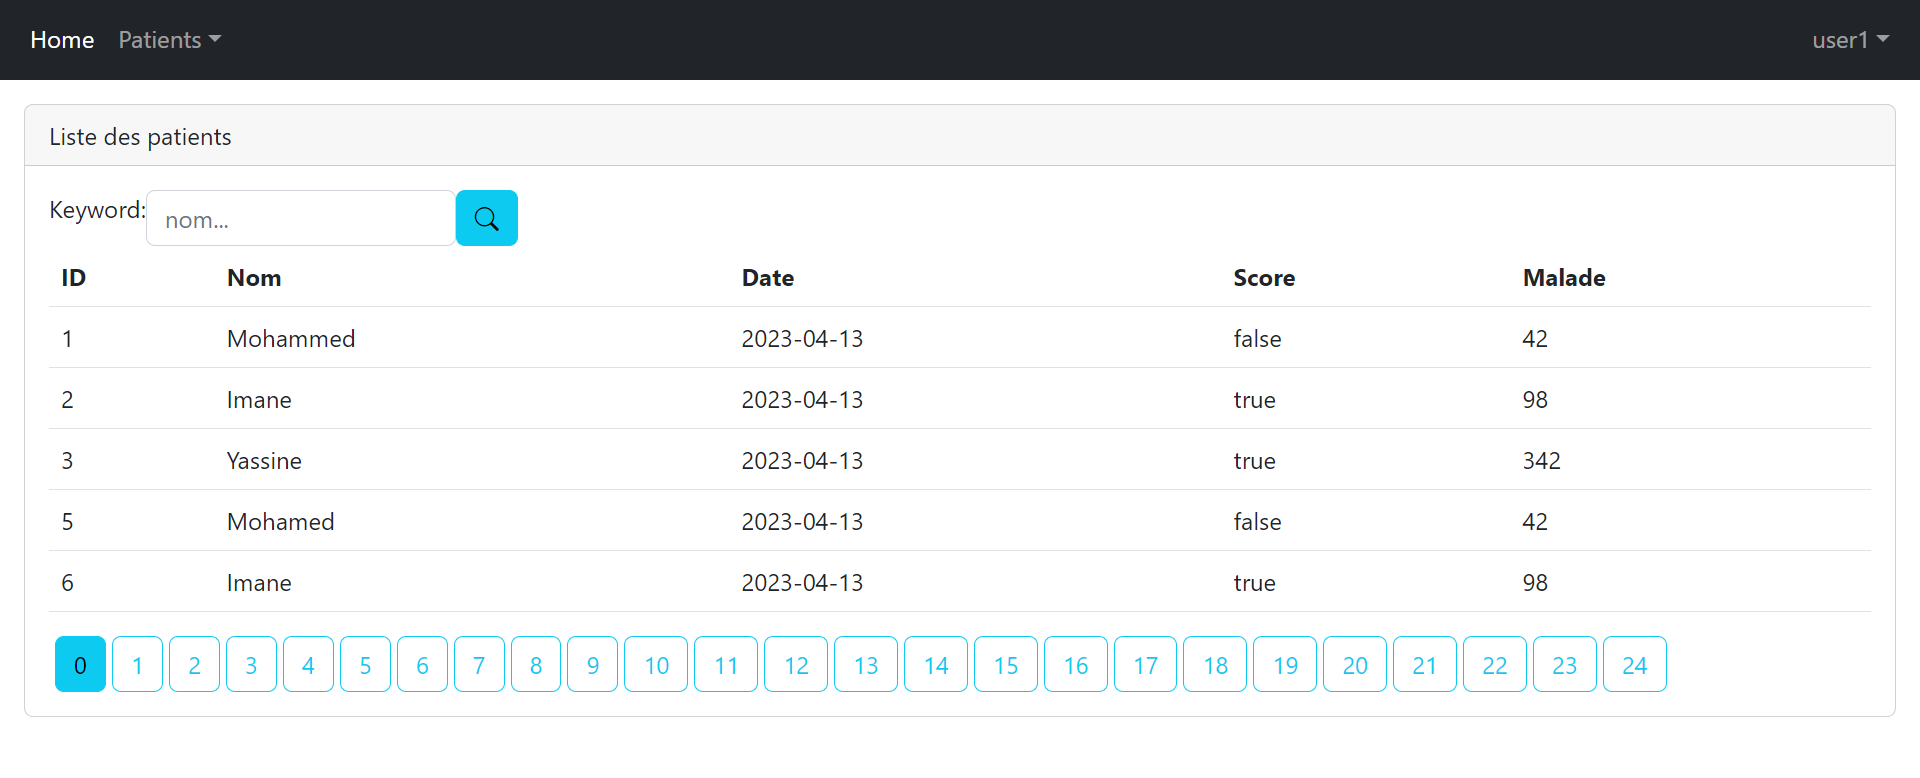 Home Patients user1
Liste des patients
Keyword: nom...
ID Nom Date Score Malade
1 Mohammed 2023-04-13 false 42
2 Imane 2023-04-13 true 98
3 Yassine 2023-04-13 true 342
5 Mohamed 2023-04-13 false 42
6 Imane 2023-04-13 true 98
0 1 2 3 4 5 6 7 8 9 10 11 12 13 14 15 16 17 18 19 20 21 22 23 24